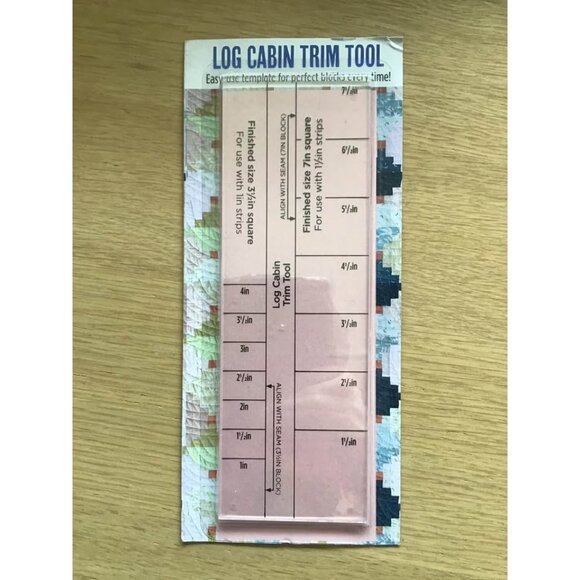 LOG CABIN TRIM TOOL
Easy use template for perfect blocks every time!
Finished size 3½in square
For use with 1in strips
ALIGN WITH SEAM (7IN BLOCK)
Finished size 7in square
For use with 1½in strips
7½in
6½in
5½in
4½in
3½in
2½in
1½in
Log Cabin
Trim Tool
4in
3½in
3in
2½in
2in
1½in
1in
ALIGN WITH SEAM (3½IN BLOCK)